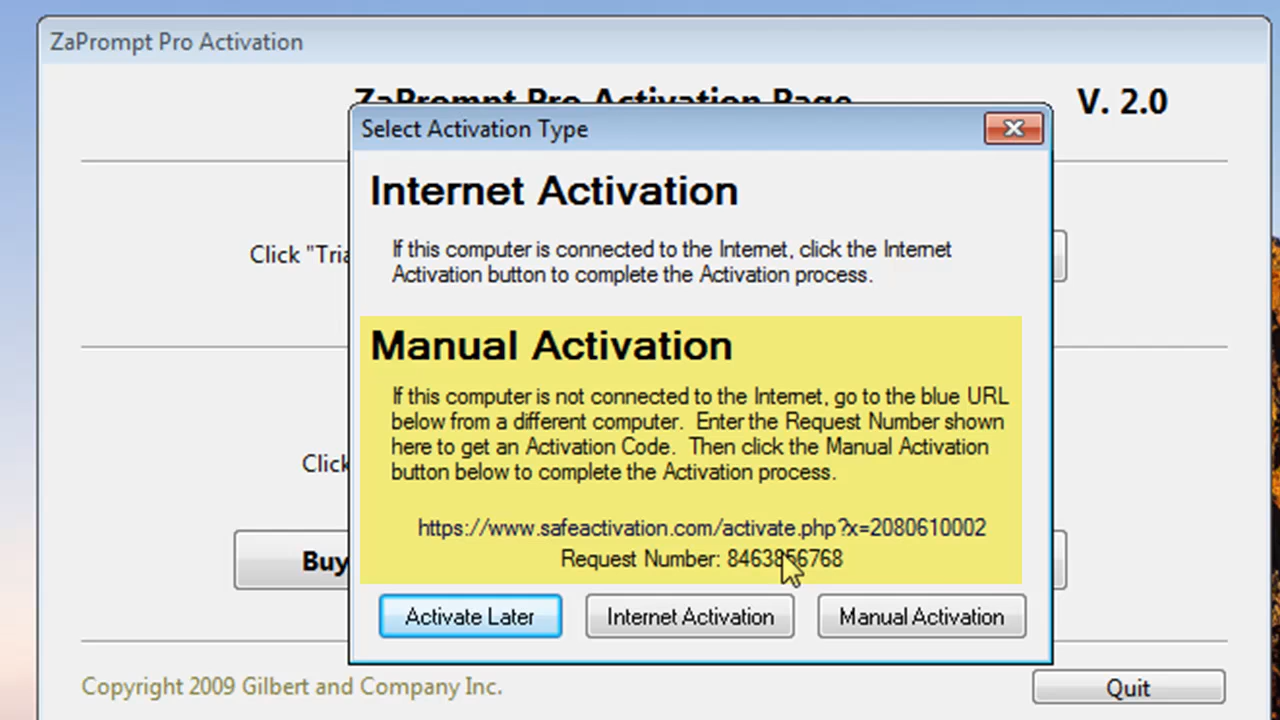 ZaPrompt Pro Activation
ZaPrompt Pro Activation Page
V. 2.0
Select Activation Type
Internet Activation
If this computer is connected to the Internet, click the Internet
Activation button to complete the Activation process.
Click "Tria
Manual Activation
If this computer is not connected to the Internet, go to the blue URL
below from a different computer. Enter the Request Number shown
here to get an Activation Code. Then click the Manual Activation
button below to complete the Activation process.
Click
https://www.safeactivation.com/activate.php?x=2080610002
Request Number: 8463856768
Buy
Activate Later
Internet Activation
Manual Activation
Copyright 2009 Gilbert and Company Inc.
Quit